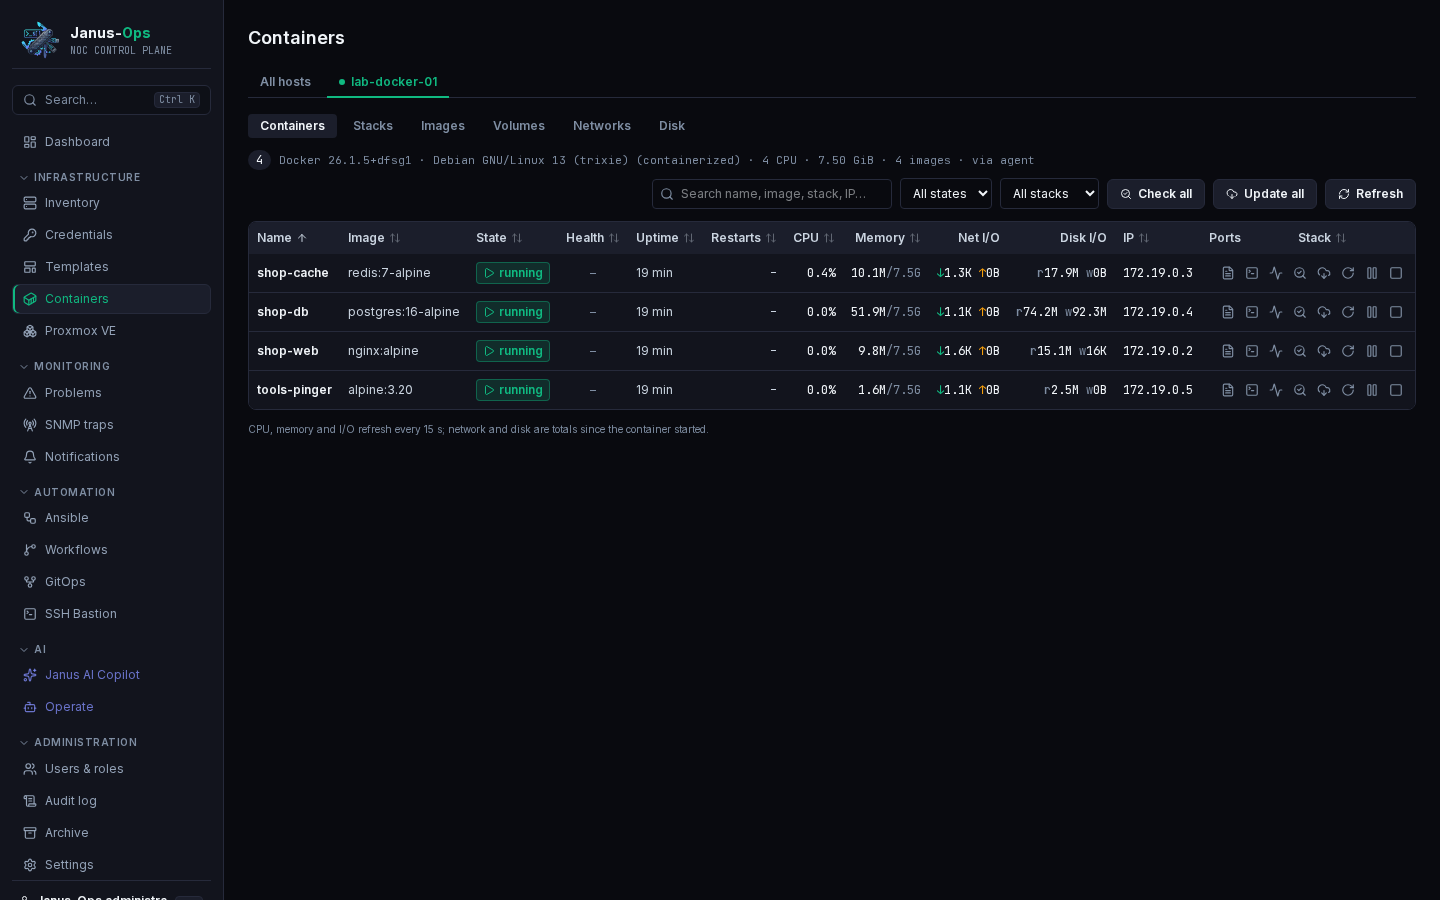 Janus-Ops
NOC CONTROL PLANE
Search… Ctrl K
Dashboard
INFRASTRUCTURE
Inventory
Credentials
Templates
Containers
Proxmox VE
MONITORING
Problems
SNMP traps
Notifications
AUTOMATION
Ansible
Workflows
GitOps
SSH Bastion
AI
Janus AI Copilot
Operate
ADMINISTRATION
Users & roles
Audit log
Archive
Settings
Janus-Ops administra
Containers
All hosts lab-docker-01
Containers Stacks Images Volumes Networks Disk
4 Docker 26.1.5+dfsg1 · Debian GNU/Linux 13 (trixie) (containerized) · 4 CPU · 7.50 GiB · 4 images · via agent
Search name, image, stack, IP… All states All stacks Check all Update all Refresh
Name ↑ Image ↑↓ State ↑↓ Health ↑↓ Uptime ↑↓ Restarts ↑↓ CPU ↑↓ Memory ↑↓ Net I/O Disk I/O IP ↑↓ Ports Stack ↑↓
shop-cache redis:7-alpine running – 19 min – 0.4% 10.1M/7.5G ↓1.3K ↑0B r17.9M w0B 172.19.0.3
shop-db postgres:16-alpine running – 19 min – 0.0% 51.9M/7.5G ↓1.1K ↑0B r74.2M w92.3M 172.19.0.4
shop-web nginx:alpine running – 19 min – 0.0% 9.8M/7.5G ↓1.6K ↑0B r15.1M w16K 172.19.0.2
tools-pinger alpine:3.20 running – 19 min – 0.0% 1.6M/7.5G ↓1.1K ↑0B r2.5M w0B 172.19.0.5
CPU, memory and I/O refresh every 15 s; network and disk are totals since the container started.